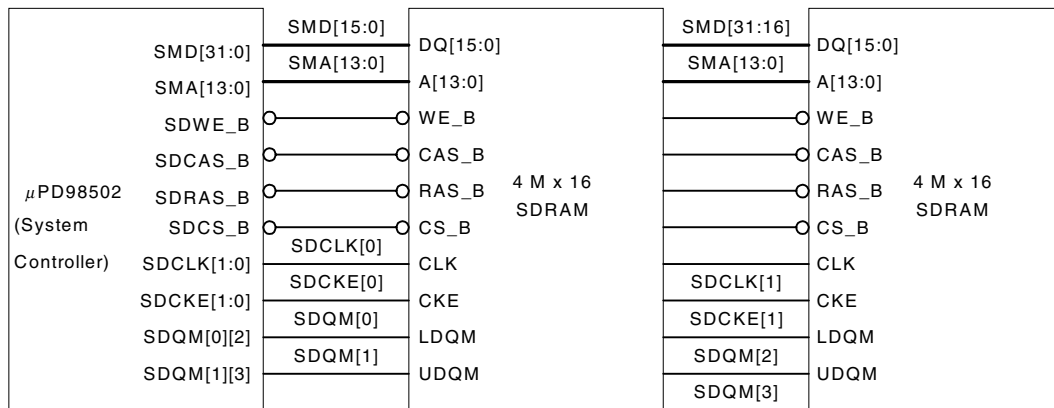 SMD[15:0]
SMD[31:16]
SMD[31:0]
DQ[15:0]
DQ[15:0]
SMA[13:0]
SMA[13:0]
SMA[13:0]
A[13:0]
A[13:0]
SDWE_B
WE_B
WE_B
SDCAS_B
CAS_B
CAS_B
μPD98502
(System
Controller)
SDRAS_B
RAS_B
4 M x 16
SDRAM
RAS_B
4 M x 16
SDRAM
SDCS_B
CS_B
CS_B
SDCLK[0]
SDCLK[1:0]
CLK
CLK
SDCKE[0]
SDCLK[1]
SDCKE[1:0]
CKE
CKE
SDQM[0]
SDCKE[1]
SDQM[0][2]
LDQM
LDQM
SDQM[1]
SDQM[2]
SDQM[1][3]
UDQM
UDQM
SDQM[3]